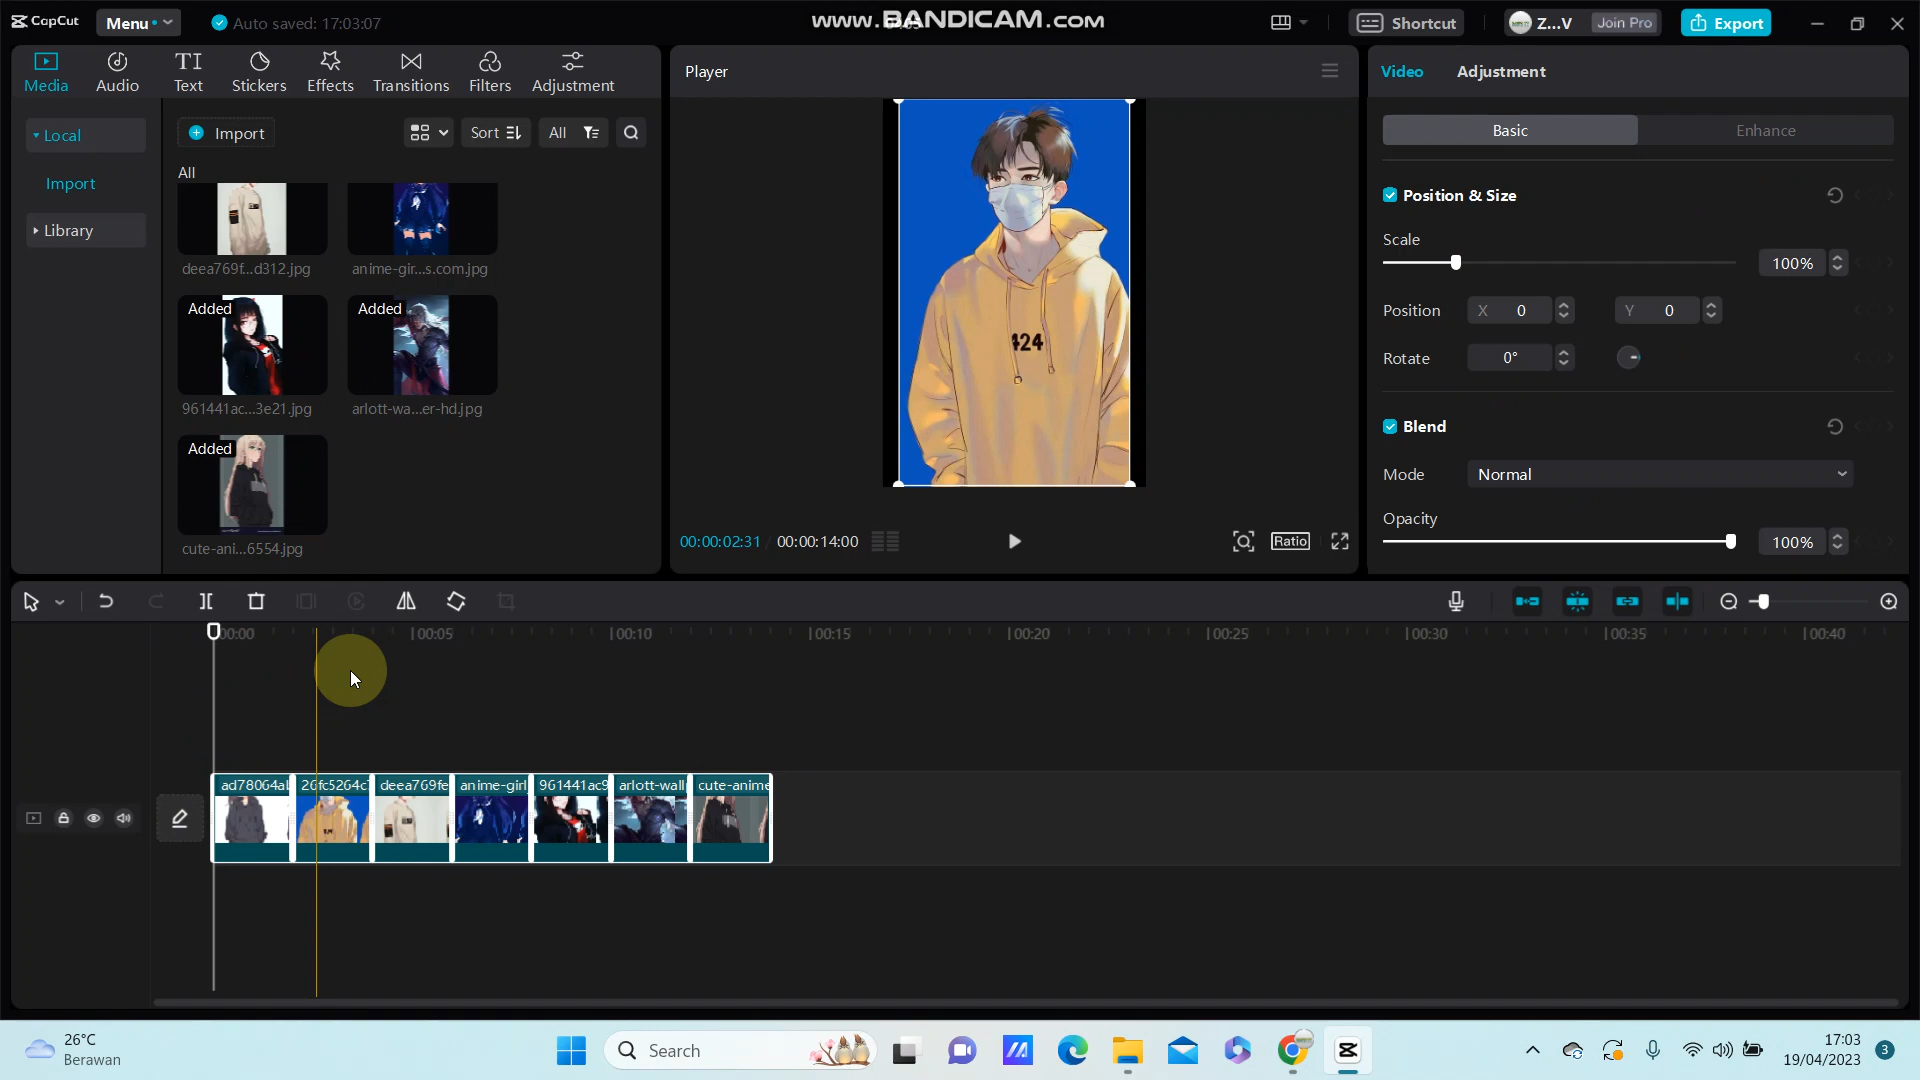 CapCut
Menu
Auto saved: 17:03:07
www.BANDICAM.com
Shortcut
Z...V
Join Pro
Export
Media
Audio
Text
Stickers
Effects
Transitions
Filters
Adjustment
Player
Video
Adjustment
Local
Import
Library
Import
Sort
All
All
deea769f...d312.jpg
anime-gir...s.com.jpg
Added
Added
961441ac...3e21.jpg
arlott-wa...er-hd.jpg
Added
cute-ani...6554.jpg
424
00:00:02:31
00:00:14:00
Ratio
Basic
Enhance
Position & Size
Scale
100%
Position
X 0
Y 0
Rotate
0°
Blend
Mode
Normal
Opacity
100%
00:00
00:05
00:10
00:15
00:20
00:25
00:30
00:35
00:40
ad78064a
26fc5264c
deea769fe
anime-girl
961441ac9
arlott-wall
cute-anime
26°C
Berawan
Search
17:03
19/04/2023
3